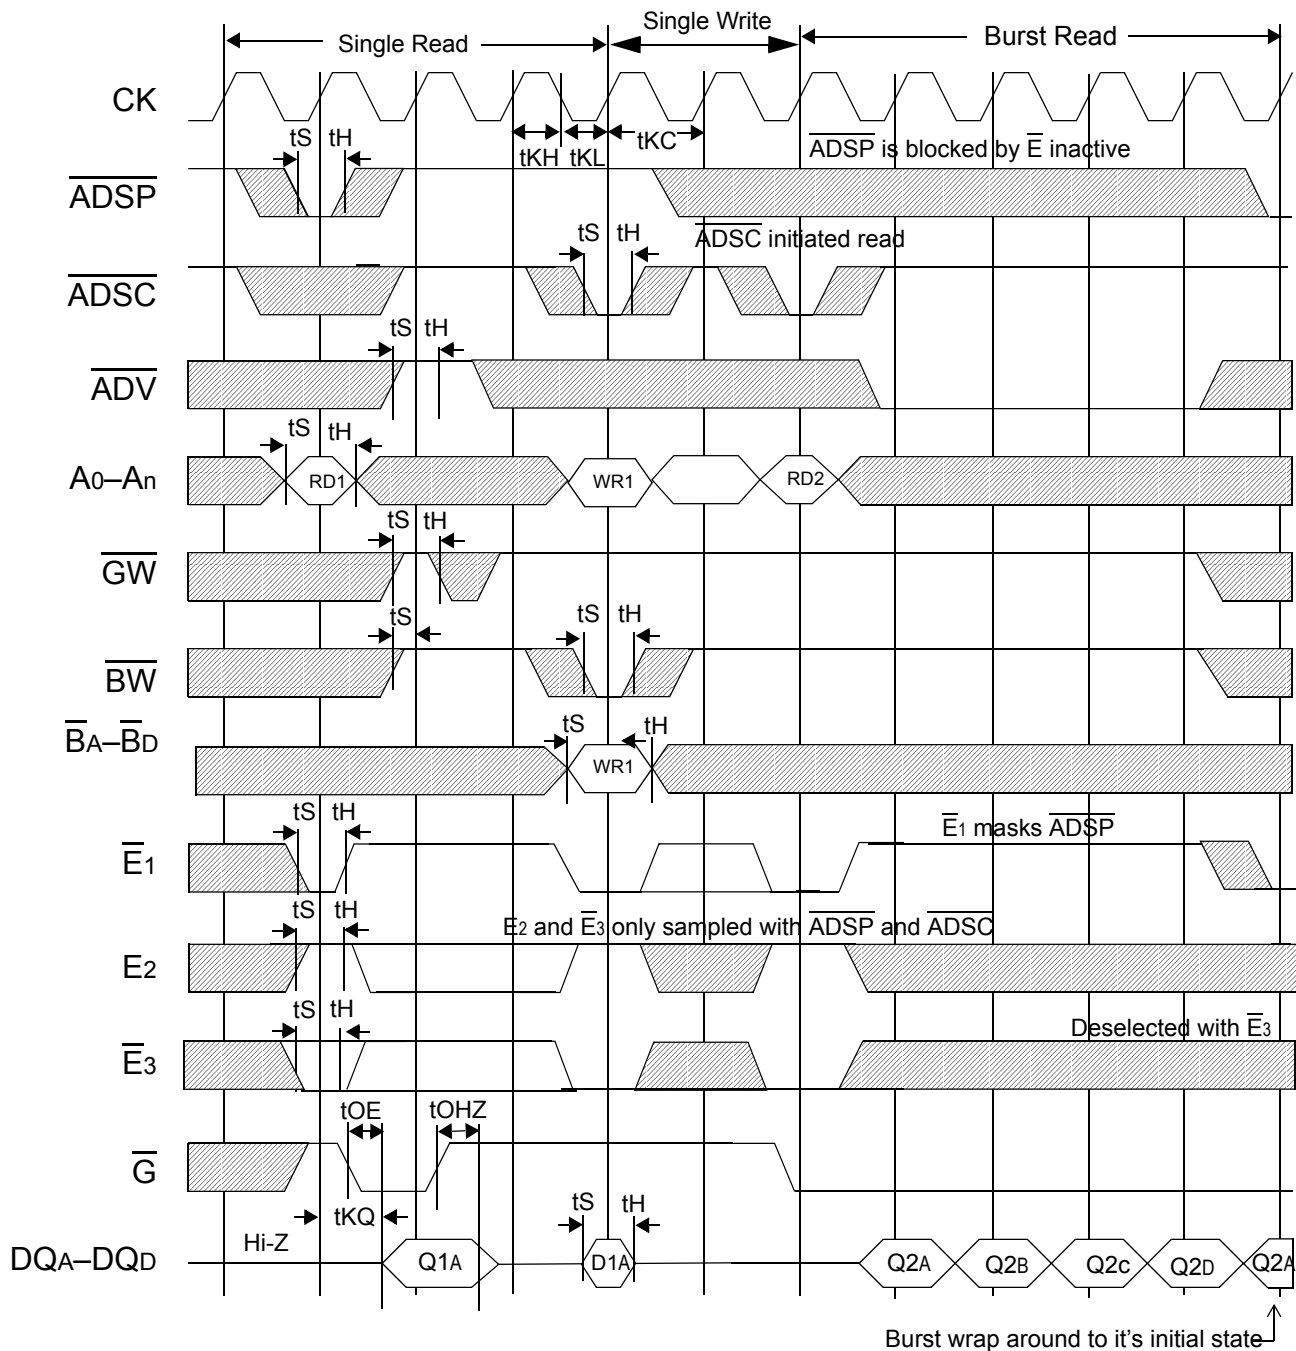 Single Read
Single Write
Burst Read
CK
tS tH
tKH tKL tKC
ADSP is blocked by E inactive
ADSP
tS tH
ADSC initiated read
ADSC
tS tH
ADV
tS tH
A0–An
RD1
WR1
RD2
tS tH
GW
tS
tS tH
BW
BA–BD
tS tH
WR1
tS tH
E1 masks ADSP
E1
tS tH
E2 and E3 only sampled with ADSP and ADSC
E2
tS tH
Deselected with E3
E3
tOE tOHZ
G
tKQ
tS tH
Hi-Z
DQA–DQD
Q1A
D1A
Q2A
Q2B
Q2c
Q2D
Q2A
Burst wrap around to it's initial state